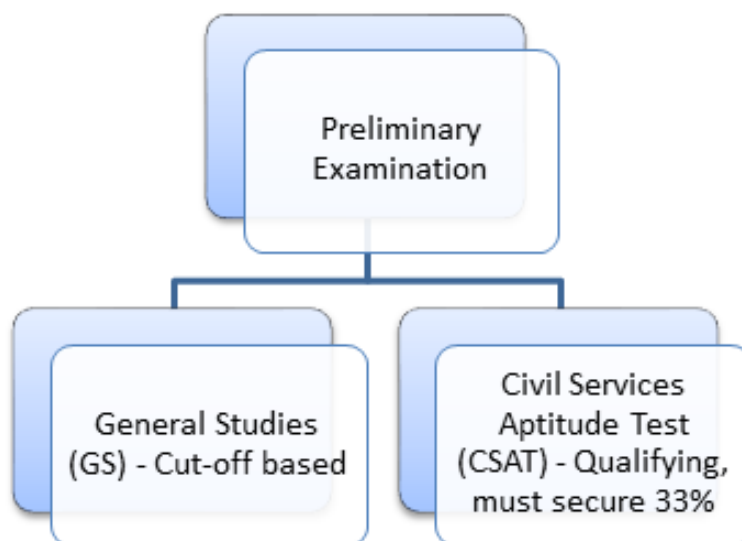 Preliminary
Examination
General Studies
(GS) - Cut-off based
Civil Services
Aptitude Test
(CSAT) - Qualifying,
must secure 33%